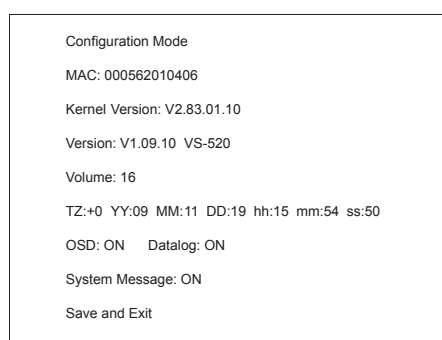 Configuration Mode
MAC: 000562010406
Kernel Version: V2.83.01.10
Version: V1.09.10 VS-520
Volume: 16
TZ:+0 YY:09 MM:11 DD:19 hh:15 mm:54 ss:50
OSD: ON Datalog: ON
System Message: ON
Save and Exit